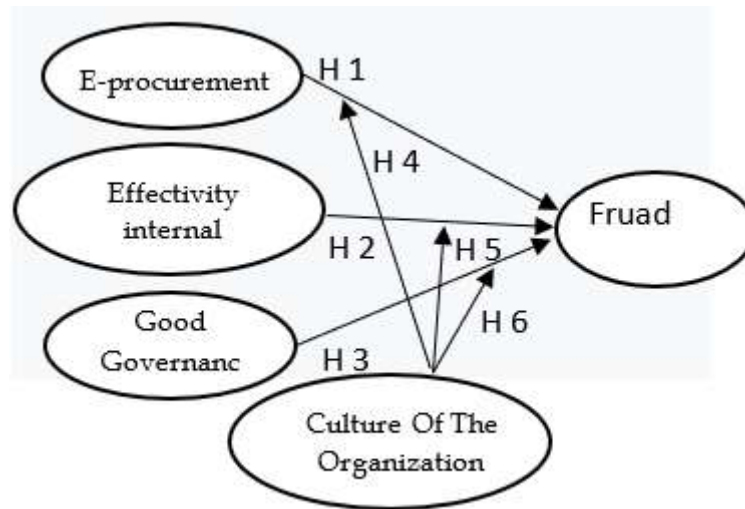 E-procurement
H 1
H 4
Effectivity
internal
H 2
H 5
Fruad
Good
Governanc
H 3
H 6
Culture Of The
Organization